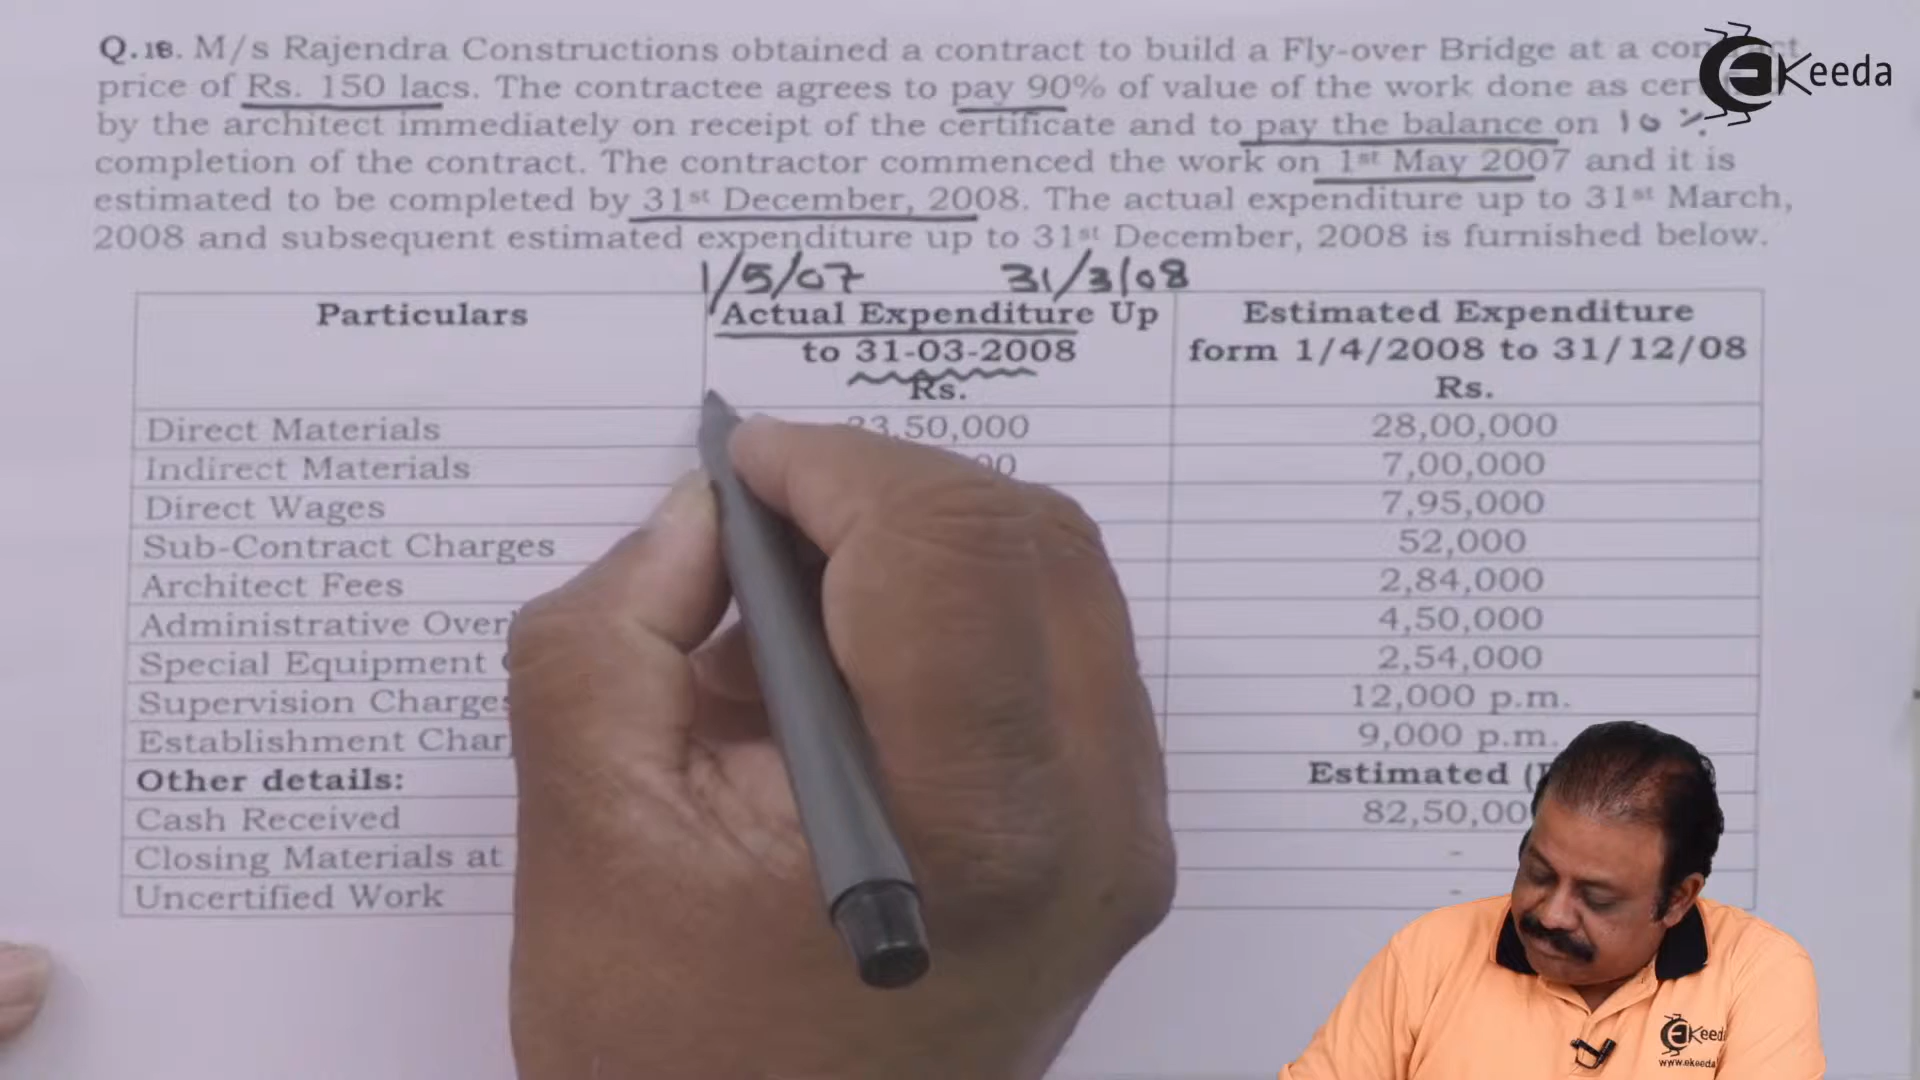 Q.18. M/s Rajendra Constructions obtained a contract to build a Fly-over Bridge at a
price of Rs. 150 lacs. The contractee agrees to pay 90% of value of the work done as
by the architect immediately on receipt of the certificate and to pay the balance on 10 %
completion of the contract. The contractor commenced the work on 1st May 2007 and it is
estimated to be completed by 31st December, 2008. The actual expenditure up to 31st March,
2008 and subsequent estimated expenditure up to 31st December, 2008 is furnished below.
1/5/07 31/3/08
Particulars Actual Expenditure Up to 31-03-2008 Rs. Estimated Expenditure form 1/4/2008 to 31/12/08 Rs.
Direct Materials 28,00,000
Indirect Materials 7,00,000
Direct Wages 7,95,000
Sub-Contract Charges 52,000
Architect Fees 2,84,000
Administrative 4,50,000
Special Equipment 2,54,000
Supervision Charges 12,000 p.m.
Establishment 9,000 p.m.
Other details: Estimated
Cash Received
Closing Materials at -
Uncertified Work -
eKeeda
eKeeda
www.ekeeda